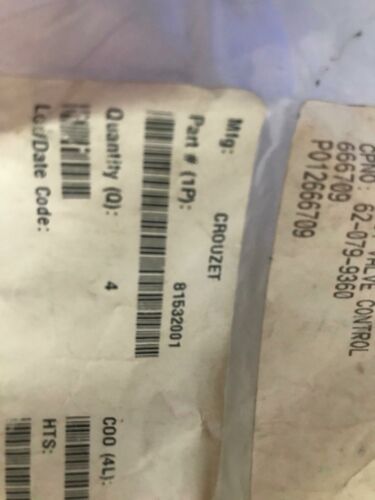 VALVE CONTROL
CPNO: 62-079-9360
666709
PO12666709
Mfg: CROUZET
Part # (1P): 81532001
Quantity (Q): 4
Lot/Date Code:
COO (4L):
HTS: